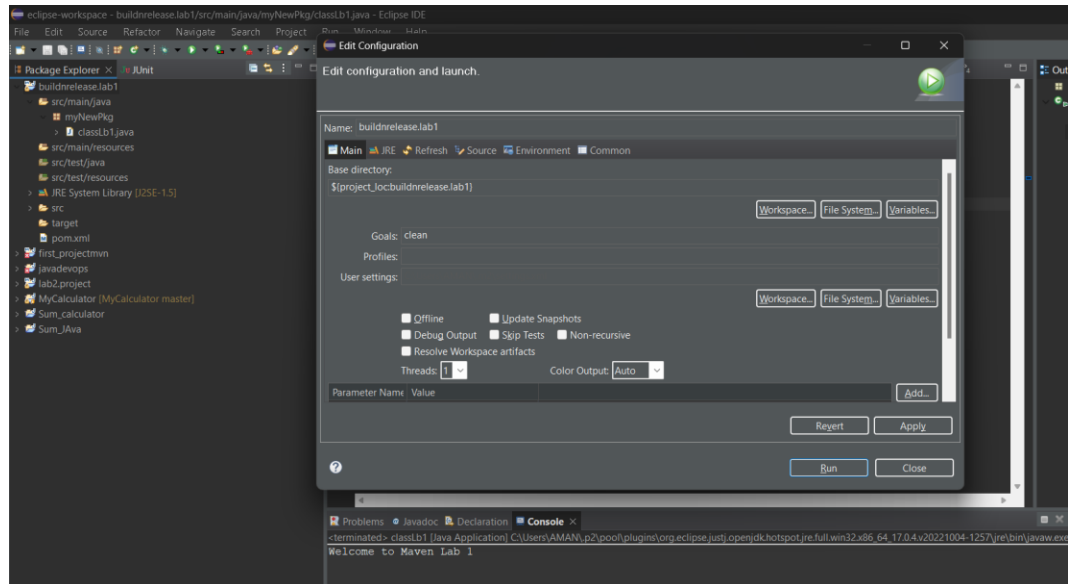 eclipse-workspace - buildnrelease.lab1/src/main/java/myNewPkg/classLb1.java - Eclipse IDE
File Edit Source Refactor Navigate Search Project Run Window Help
Package Explorer JUnit
buildnrelease.lab1
src/main/java
myNewPkg
classLb1.java
src/main/resources
src/test/java
src/test/resources
JRE System Library [J2SE-1.5]
src
target
pom.xml
first_projectmvn
javadevops
lab2.project
MyCalculator [MyCalculator master]
Sum_calculator
Sum_JAva
Edit Configuration
Edit configuration and launch.
Name: buildnrelease.lab1
Main JRE Refresh Source Environment Common
Base directory:
${project_loc:buildnrelease.lab1}
Workspace... File System... Variables...
Goals: clean
Profiles:
User settings:
Workspace... File System... Variables...
Offline Update Snapshots
Debug Output Skip Tests Non-recursive
Resolve Workspace artifacts
Threads: 1 Color Output: Auto
Parameter Name Value Add...
Revert Apply
Run Close
Out
Problems Javadoc Declaration Console
<terminated> classLb1 [Java Application] C:\Users\AMAN\.p2\pool\plugins\org.eclipse.justj.openjdk.hotspot.jre.full.win32.x86_64_17.0.4.v20221004-1257\jre\bin\javaw.exe
Welcome to Maven Lab 1